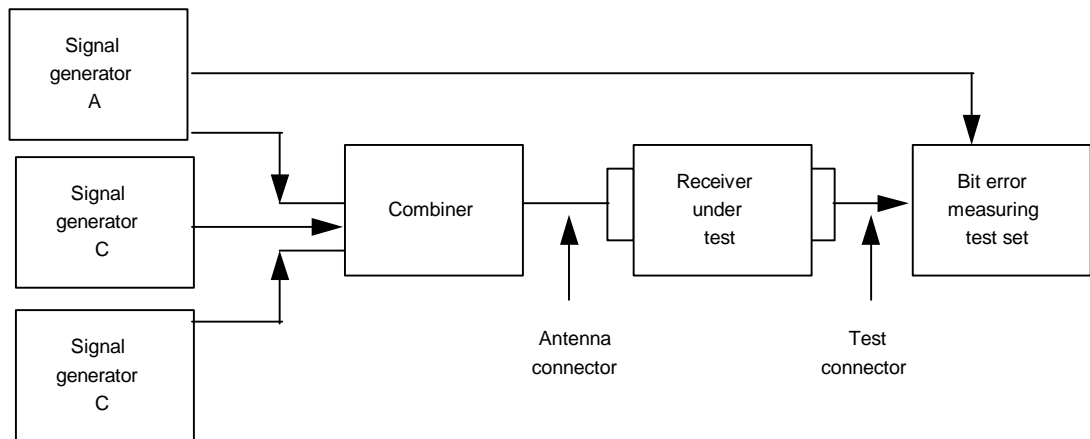 Signal
generator
A
Signal
generator
C
Signal
generator
C
Combiner
Receiver
under
test
Bit error
measuring
test set
Antenna
connector
Test
connector